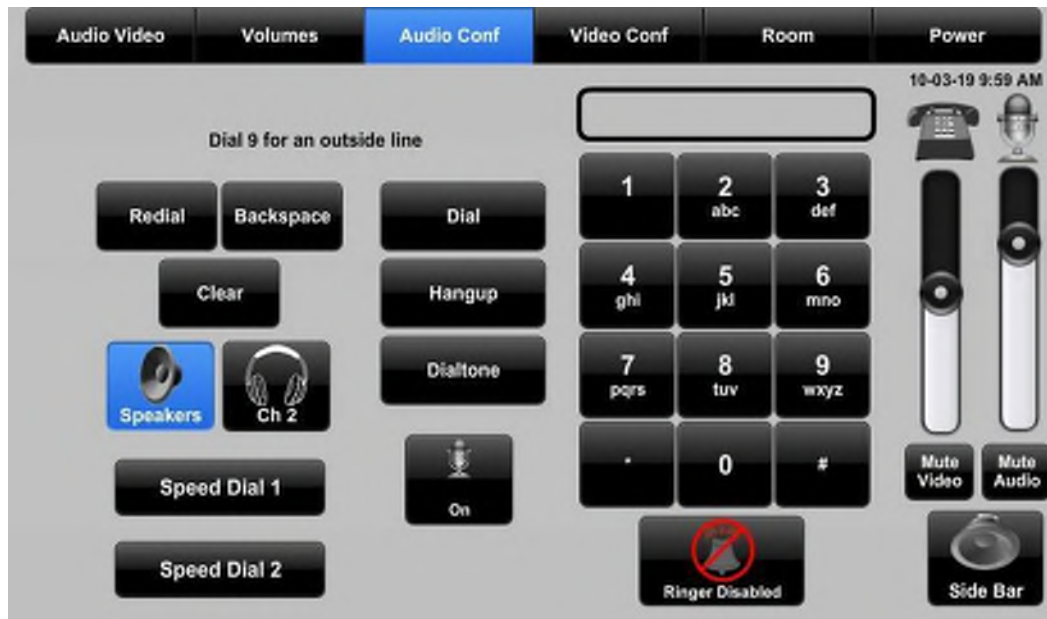 Audio Video
Volumes
Audio Conf
Video Conf
Room
Power
10-03-19 9:59 AM
Dial 9 for an outside line
Redial
Backspace
Clear
Speakers
Ch 2
Speed Dial 1
Speed Dial 2
Dial
Hangup
Dialtone
On
1
2
abc
3
def
4
ghi
5
jkl
6
mno
7
pqrs
8
tuv
9
wxyz
*
0
#
Ringer Disabled
Mute
Video
Mute
Audio
Side Bar